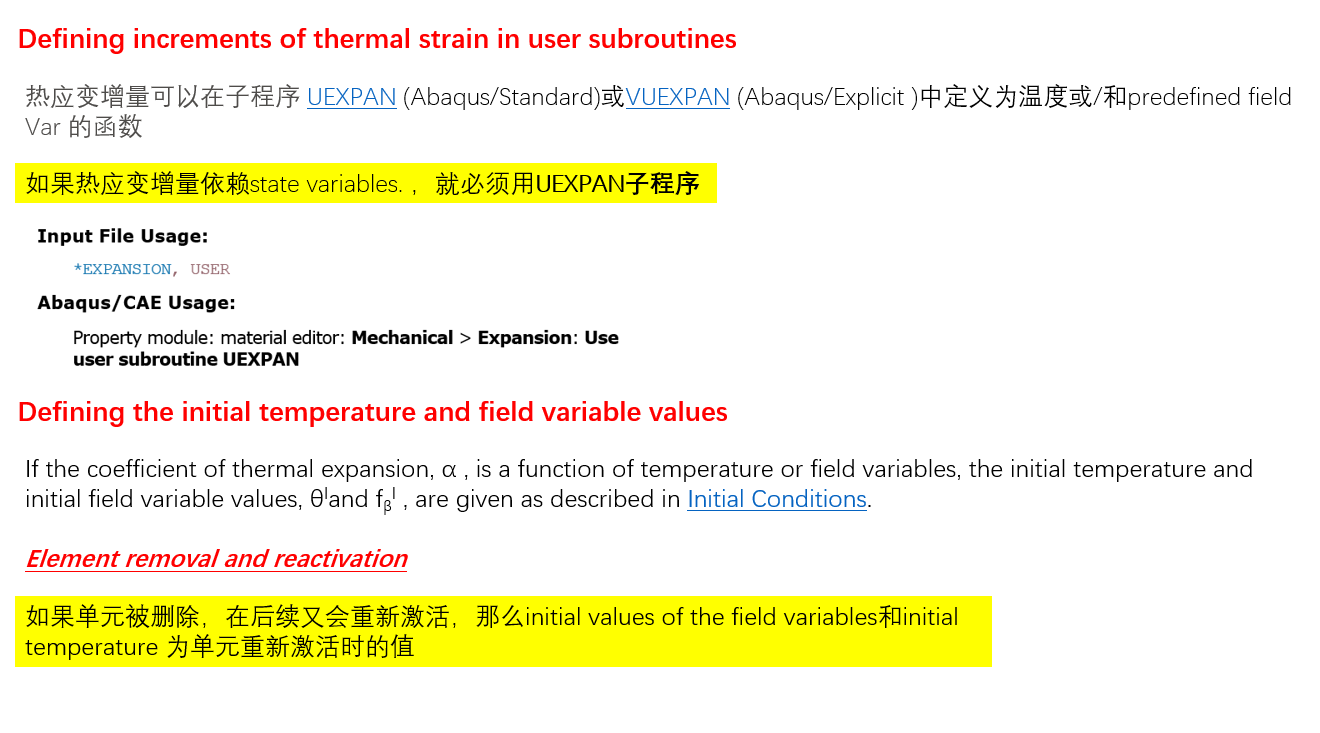 Defining increments of thermal strain in user subroutines
热应变增量可以在子程序 UEXPAN (Abaqus/Standard)或VUEXPAN (Abaqus/Explicit )中定义为温度或/和predefined field
Var 的函数
如果热应变增量依赖state variables. ，就必须用UEXPAN子程序
Input File Usage:
*EXPANSION, USER
Abaqus/CAE Usage:
Property module: material editor: Mechanical > Expansion: Use
user subroutine UEXPAN
Defining the initial temperature and field variable values
If the coefficient of thermal expansion, α , is a function of temperature or field variables, the initial temperature and
initial field variable values, θᴵand fᵦᴵ , are given as described in Initial Conditions.
Element removal and reactivation
如果单元被删除，在后续又会重新激活，那么initial values of the field variables和initial
temperature 为单元重新激活时的值